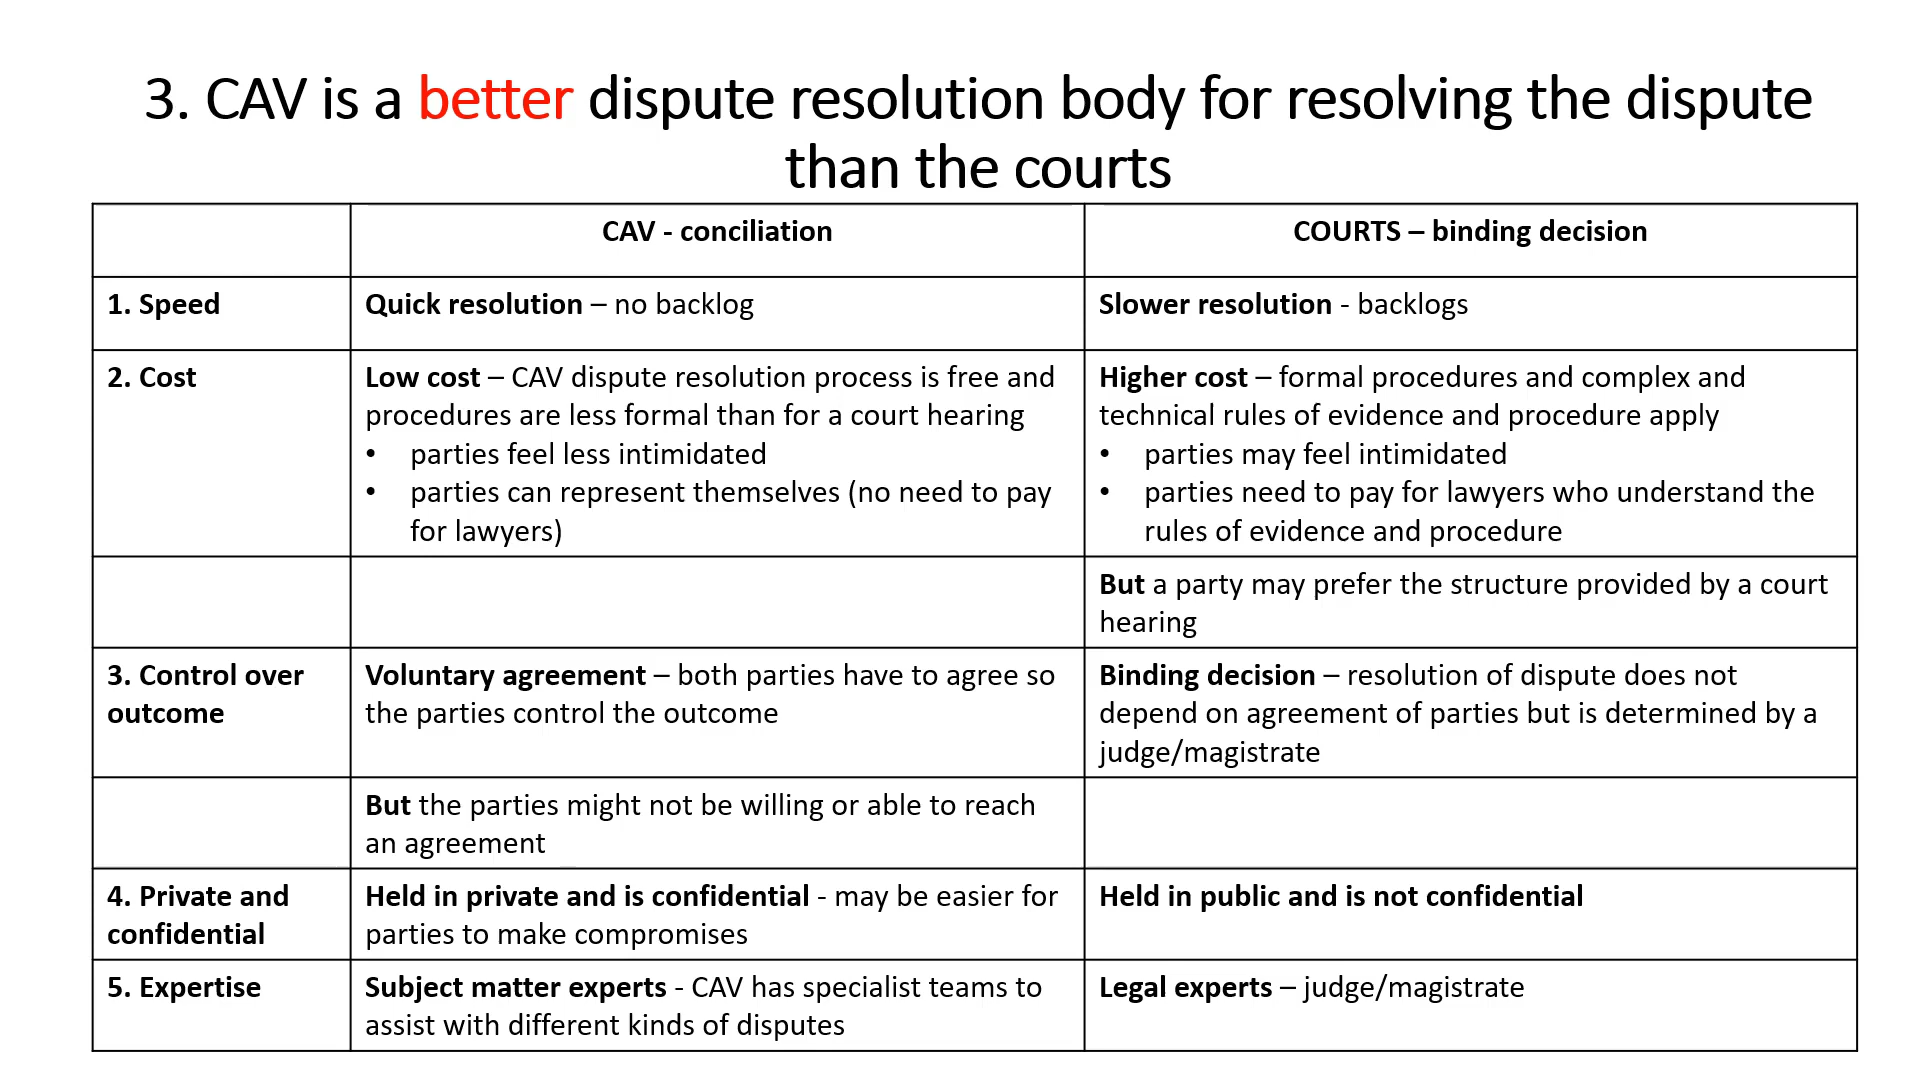 3. CAV is a better dispute resolution body for resolving the dispute
than the courts
CAV - conciliation
COURTS – binding decision
1. Speed
Quick resolution – no backlog
Slower resolution - backlogs
2. Cost
Low cost – CAV dispute resolution process is free and
procedures are less formal than for a court hearing
• parties feel less intimidated
• parties can represent themselves (no need to pay
for lawyers)
Higher cost – formal procedures and complex and
technical rules of evidence and procedure apply
• parties may feel intimidated
• parties need to pay for lawyers who understand the
rules of evidence and procedure
But a party may prefer the structure provided by a court
hearing
3. Control over
outcome
Voluntary agreement – both parties have to agree so
the parties control the outcome
Binding decision – resolution of dispute does not
depend on agreement of parties but is determined by a
judge/magistrate
But the parties might not be willing or able to reach
an agreement
4. Private and
confidential
Held in private and is confidential - may be easier for
parties to make compromises
Held in public and is not confidential
5. Expertise
Subject matter experts - CAV has specialist teams to
assist with different kinds of disputes
Legal experts – judge/magistrate